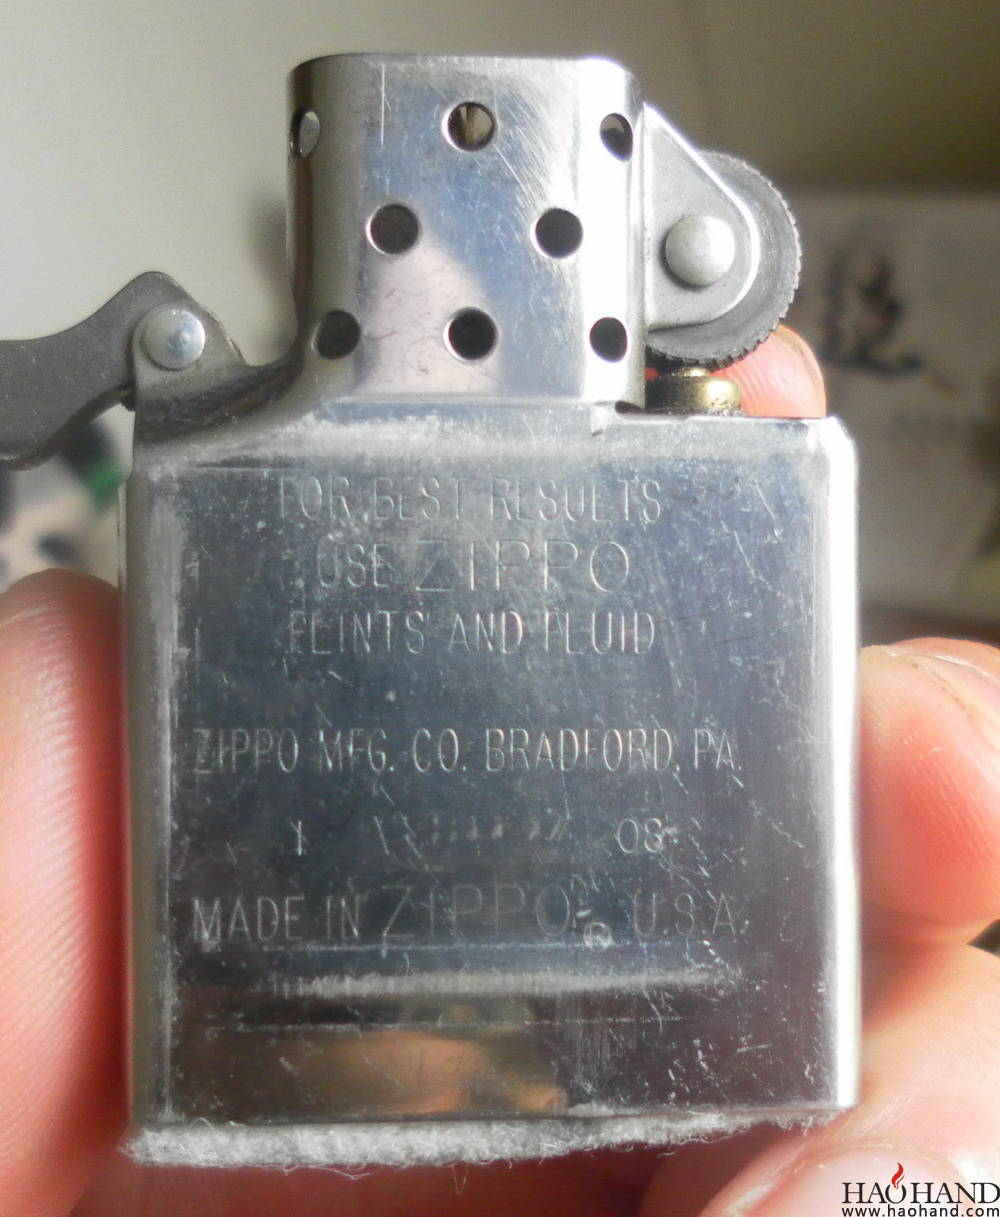 FOR BEST RESULTS
USE ZIPPO
FLINTS AND FLUID
ZIPPO MFG. CO. BRADFORD, PA.
08
MADE IN ZIPPO® U.S.A.
HAOHAND
www.haohand.com